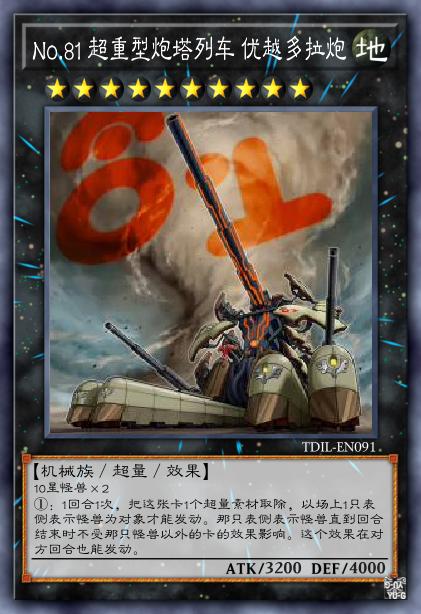 No.81 超重型炮塔列车 优越多拉炮 地
81
TDIL-EN091
【机械族／超量／效果】
10星怪兽×2
①：1回合1次，把这张卡1个超量素材取除，以场上1只表
侧表示怪兽为对象才能发动。那只表侧表示怪兽直到回合
结束时不受那只怪兽以外的卡的效果影响。这个效果在对
方回合也能发动。
ATK/3200 DEF/4000